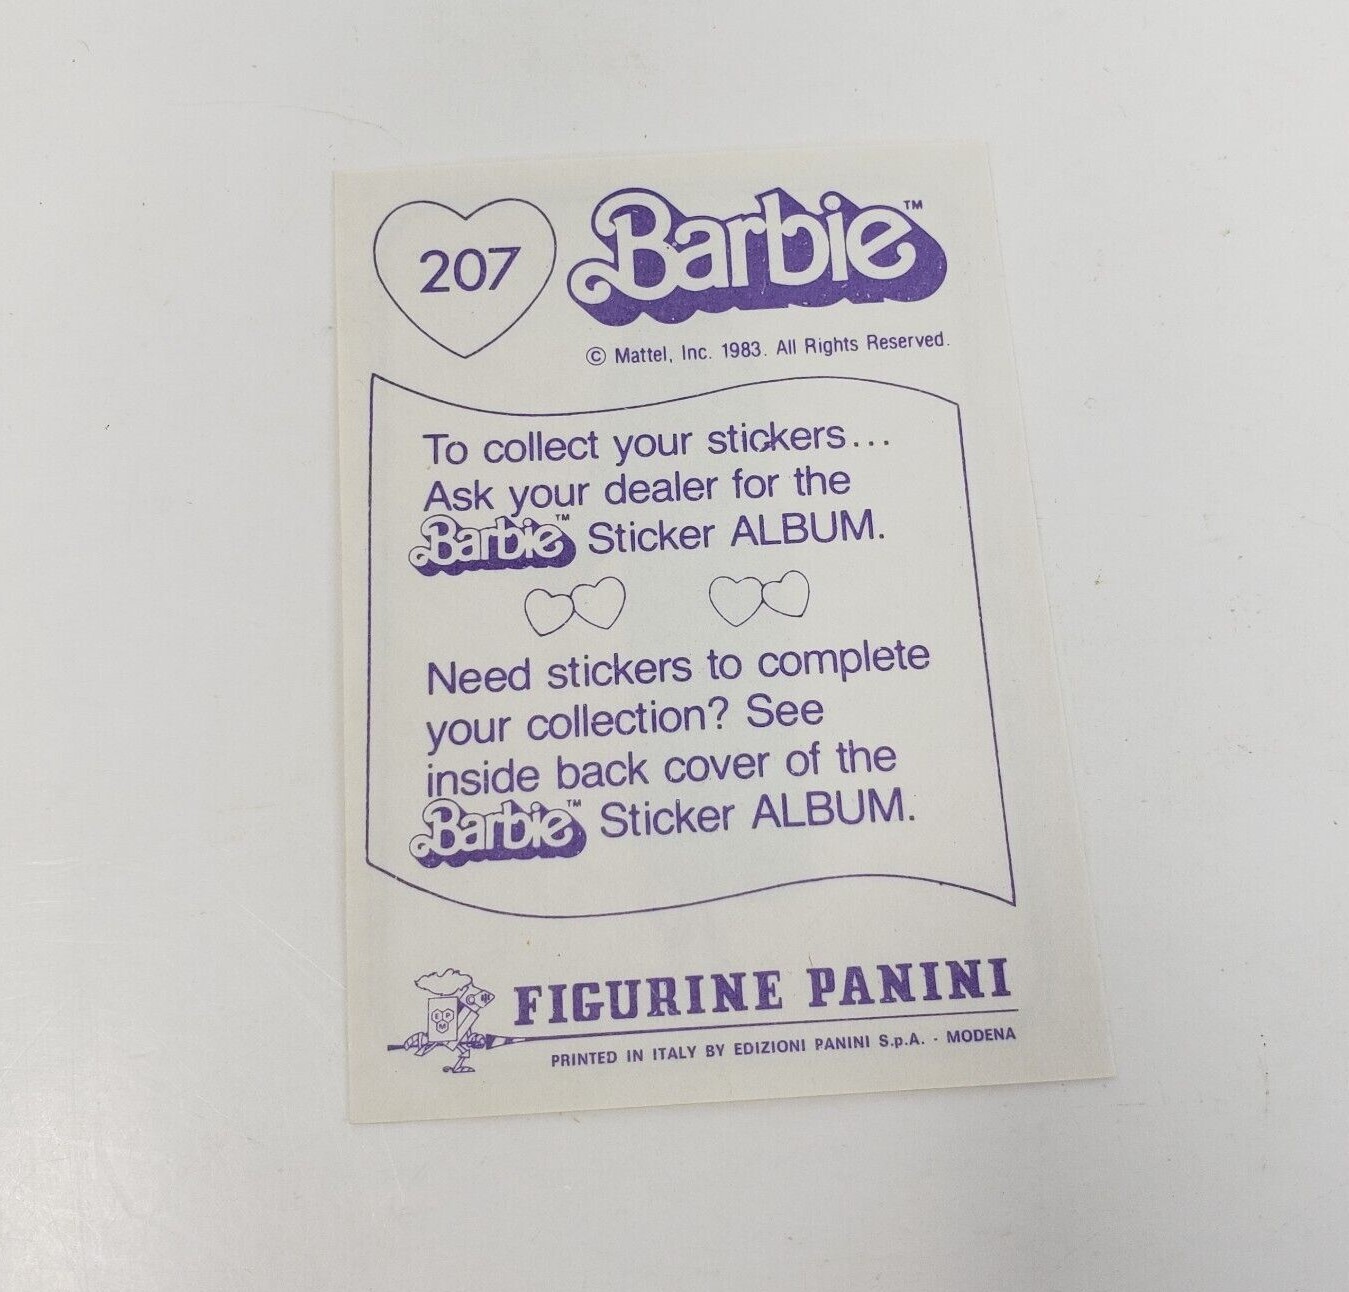 207
Barbie™
© Mattel, Inc. 1983. All Rights Reserved.
To collect your stickers...
Ask your dealer for the
Barbie™ Sticker ALBUM.
Need stickers to complete
your collection? See
inside back cover of the
Barbie™ Sticker ALBUM.
FIGURINE PANINI
E P
M
PRINTED IN ITALY BY EDIZIONI PANINI S.p.A. - MODENA